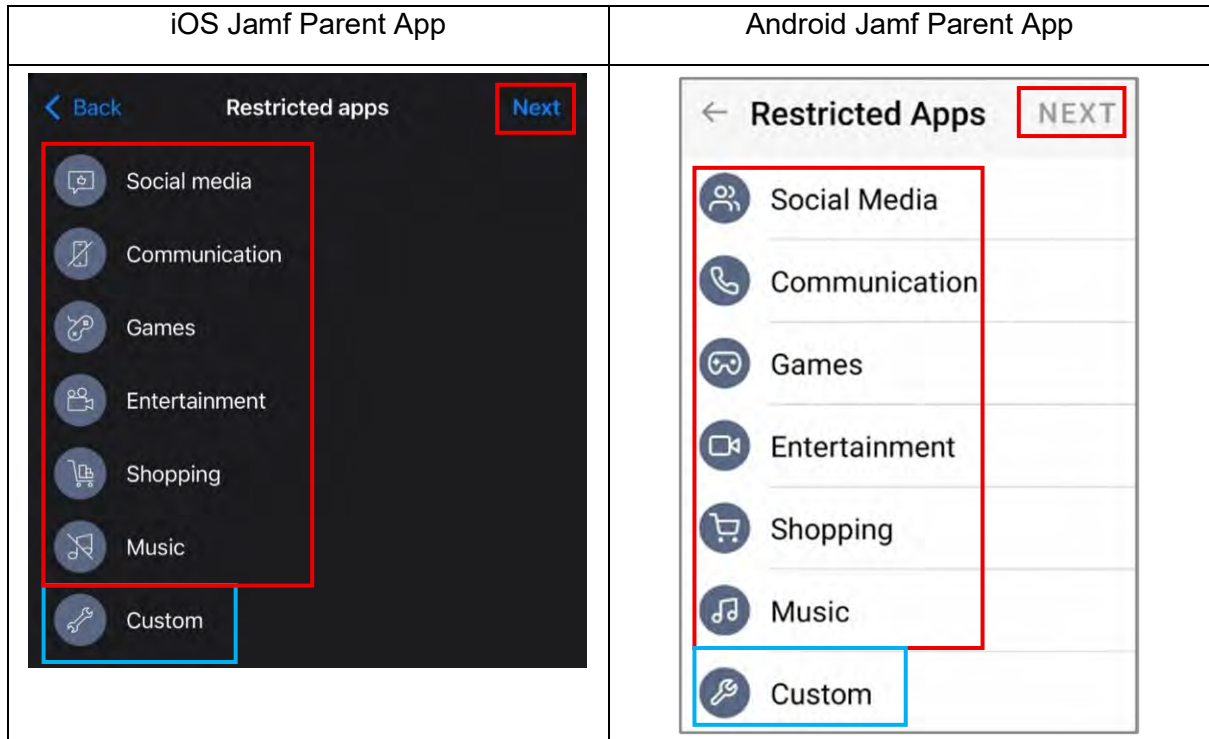 iOS Jamf Parent App
Android Jamf Parent App
Back Restricted apps Next
Social media
Communication
Games
Entertainment
Shopping
Music
Custom
Restricted Apps NEXT
Social Media
Communication
Games
Entertainment
Shopping
Music
Custom